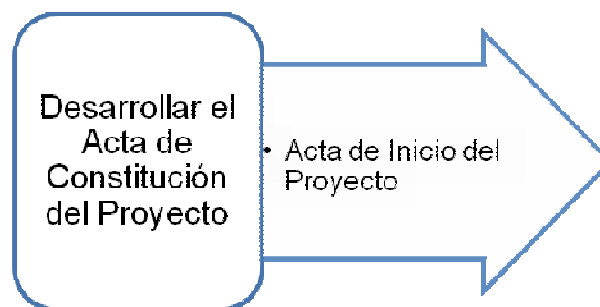 Desarrollar el
Acta de
Constitución
del Proyecto
• Acta de Inicio del
Proyecto